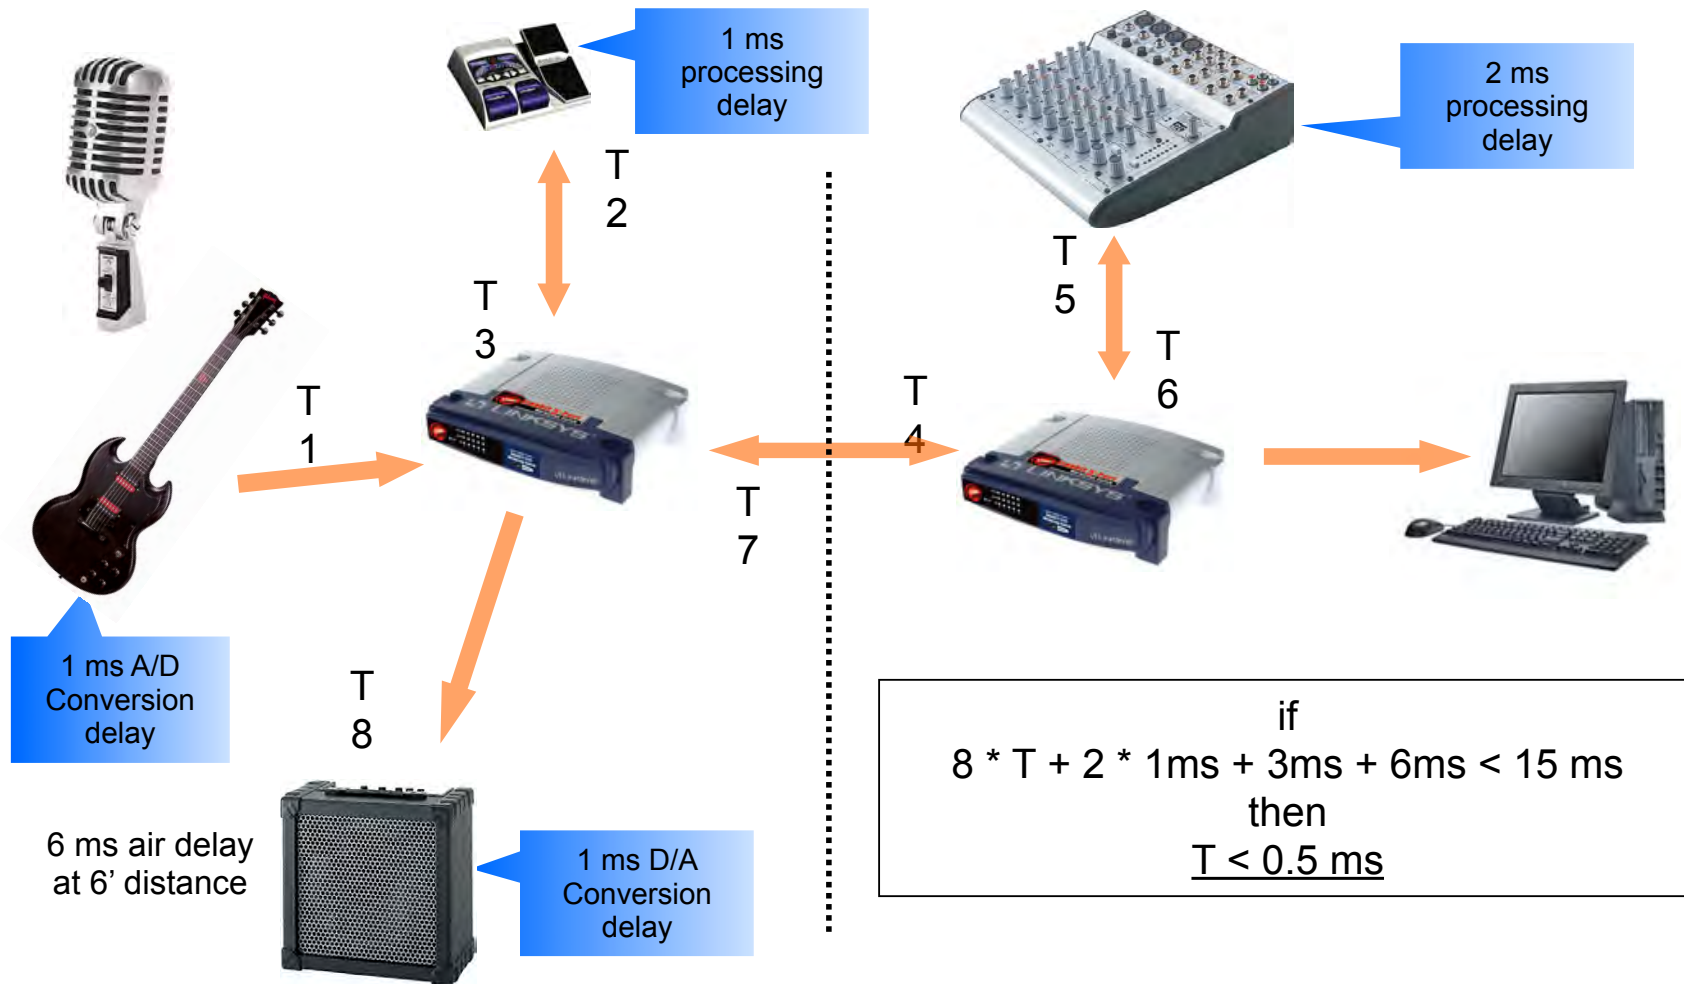 1 ms
processing
delay
2 ms
processing
delay
T
2
T
5
T
3
T
6
T
1
T
4
LINKSYS
T
7
LINKSYS
1 ms A/D
Conversion
delay
T
8
if
8 * T + 2 * 1ms + 3ms + 6ms < 15 ms
then
T < 0.5 ms
6 ms air delay
at 6’ distance
1 ms D/A
Conversion
delay